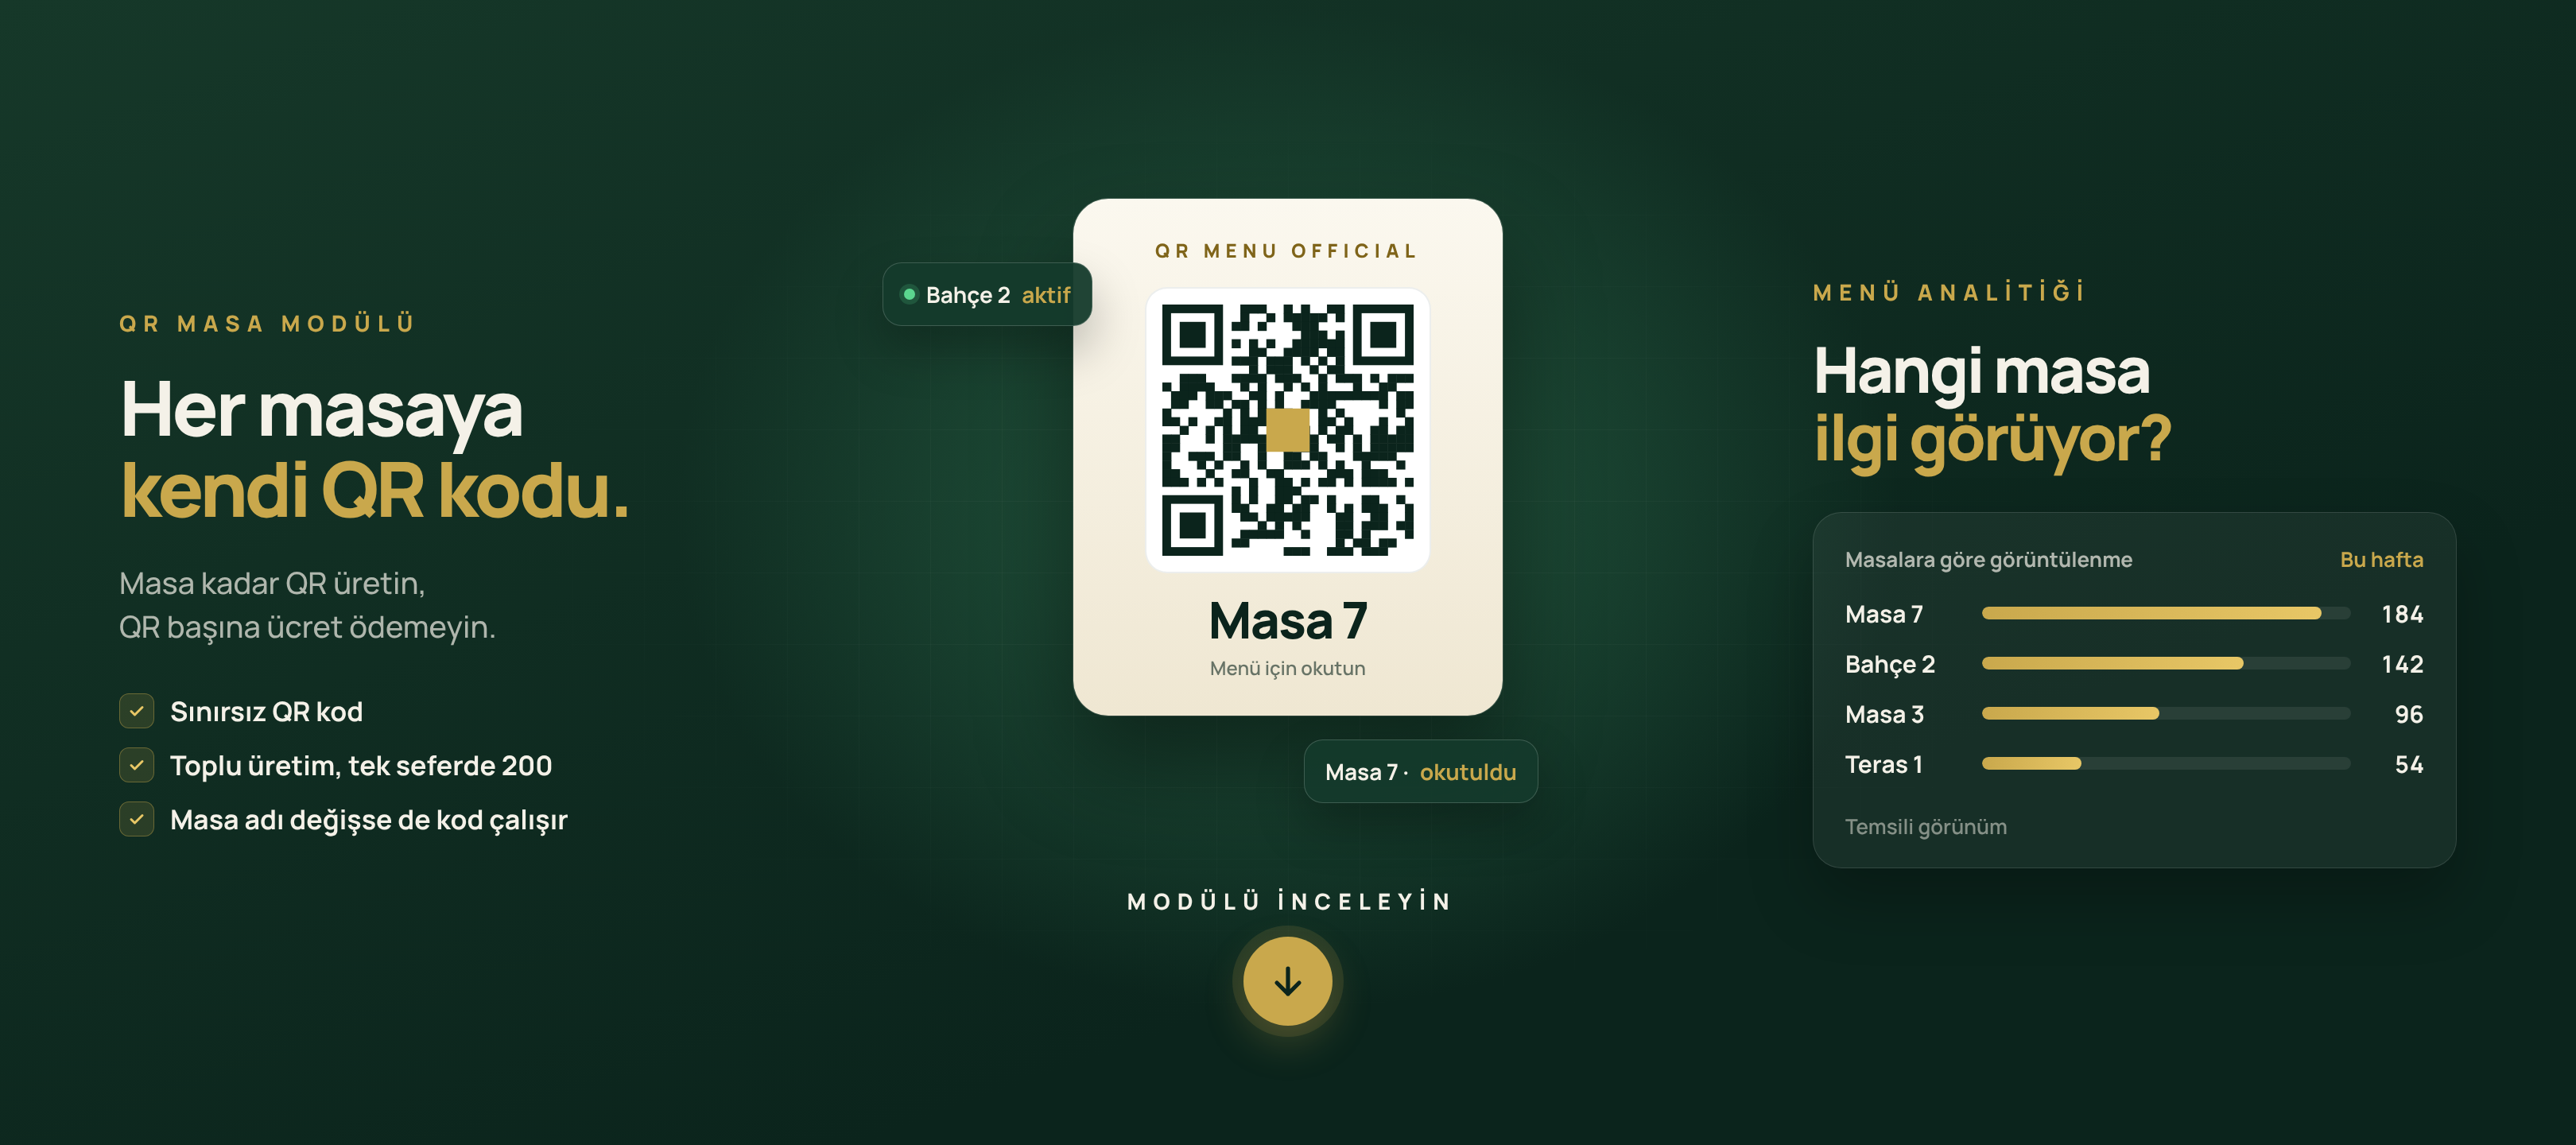 QR MASA MODÜLÜ
Her masaya
kendi QR kodu.
Masa kadar QR üretin,
QR başına ücret ödemeyin.
Sınırsız QR kod
Toplu üretim, tek seferde 200
Masa adı değişse de kod çalışır
Bahçe 2 aktif
QR MENU OFFICIAL
Masa 7
Menü için okutun
Masa 7 · okutuldu
MODÜLÜ İNCELEYİN
MENÜ ANALİTİĞİ
Hangi masa
ilgi görüyor?
Masalara göre görüntülenme Bu hafta
Masa 7 184
Bahçe 2 142
Masa 3 96
Teras 1 54
Temsili görünüm